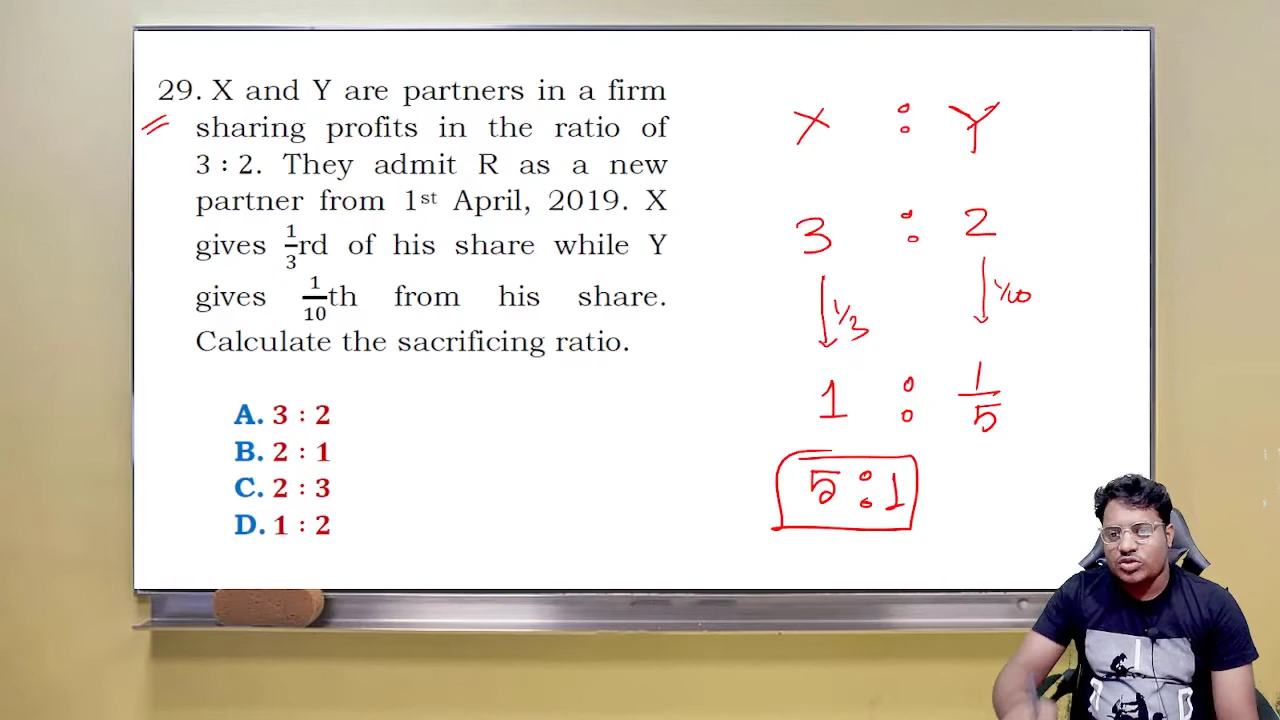 29. X and Y are partners in a firm
sharing profits in the ratio of
3 : 2. They admit R as a new
partner from 1st April, 2019. X
gives 1/3rd of his share while Y
gives 1/10th from his share.
Calculate the sacrificing ratio.
A. 3 : 2
B. 2 : 1
C. 2 : 3
D. 1 : 2
X : Y
3 : 2
1/3 1/10
1 : 1/5
5 : 1